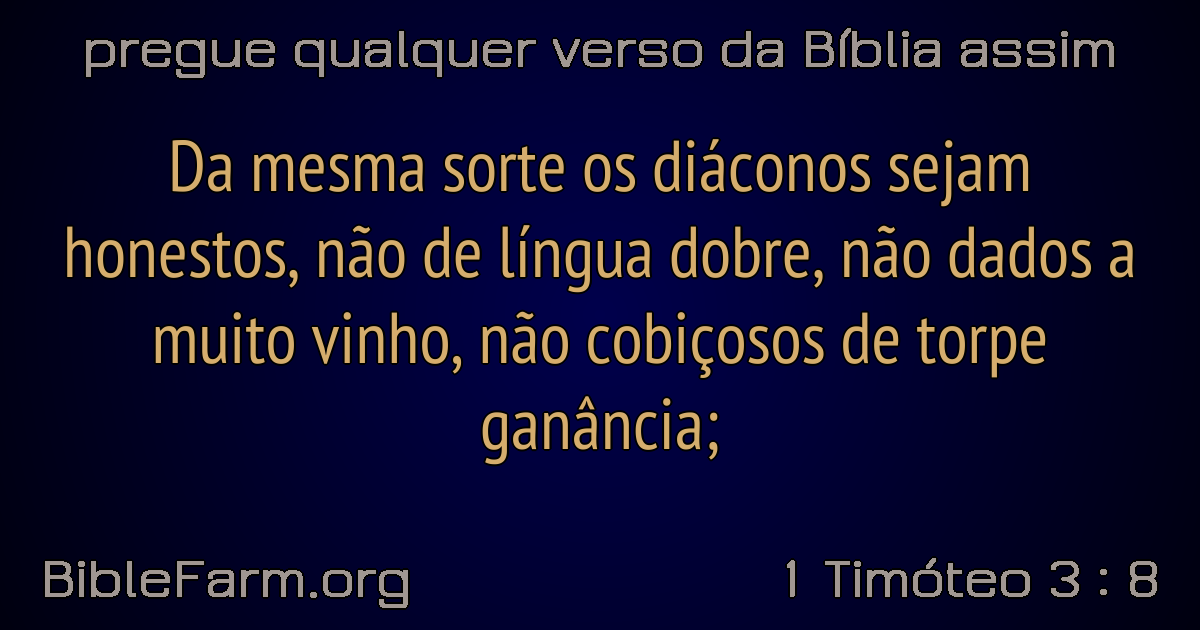 pregue qualquer verso da Bíblia assim
Da mesma sorte os diáconos sejam
honestos, não de língua dobre, não dados a
muito vinho, não cobiçosos de torpe
ganância;
BibleFarm.org
1 Timóteo 3 : 8